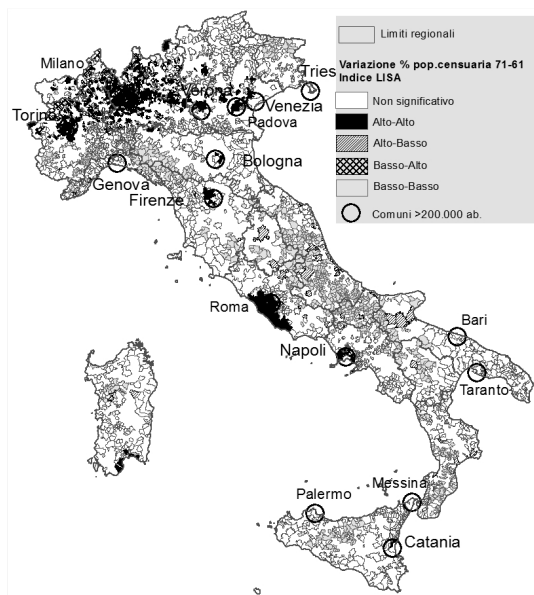 Limiti regionali
Variazione % pop.censuaria 71-61
Indice LISA
Non significativo
Alto-Alto
Alto-Basso
Basso-Alto
Basso-Basso
Comuni >200.000 ab.
Milano
Tries
Verona
Venezia
Torino
Padova
Bologna
Genova
Firenze
Roma
Bari
Napoli
Taranto
Messina
Palermo
Catania